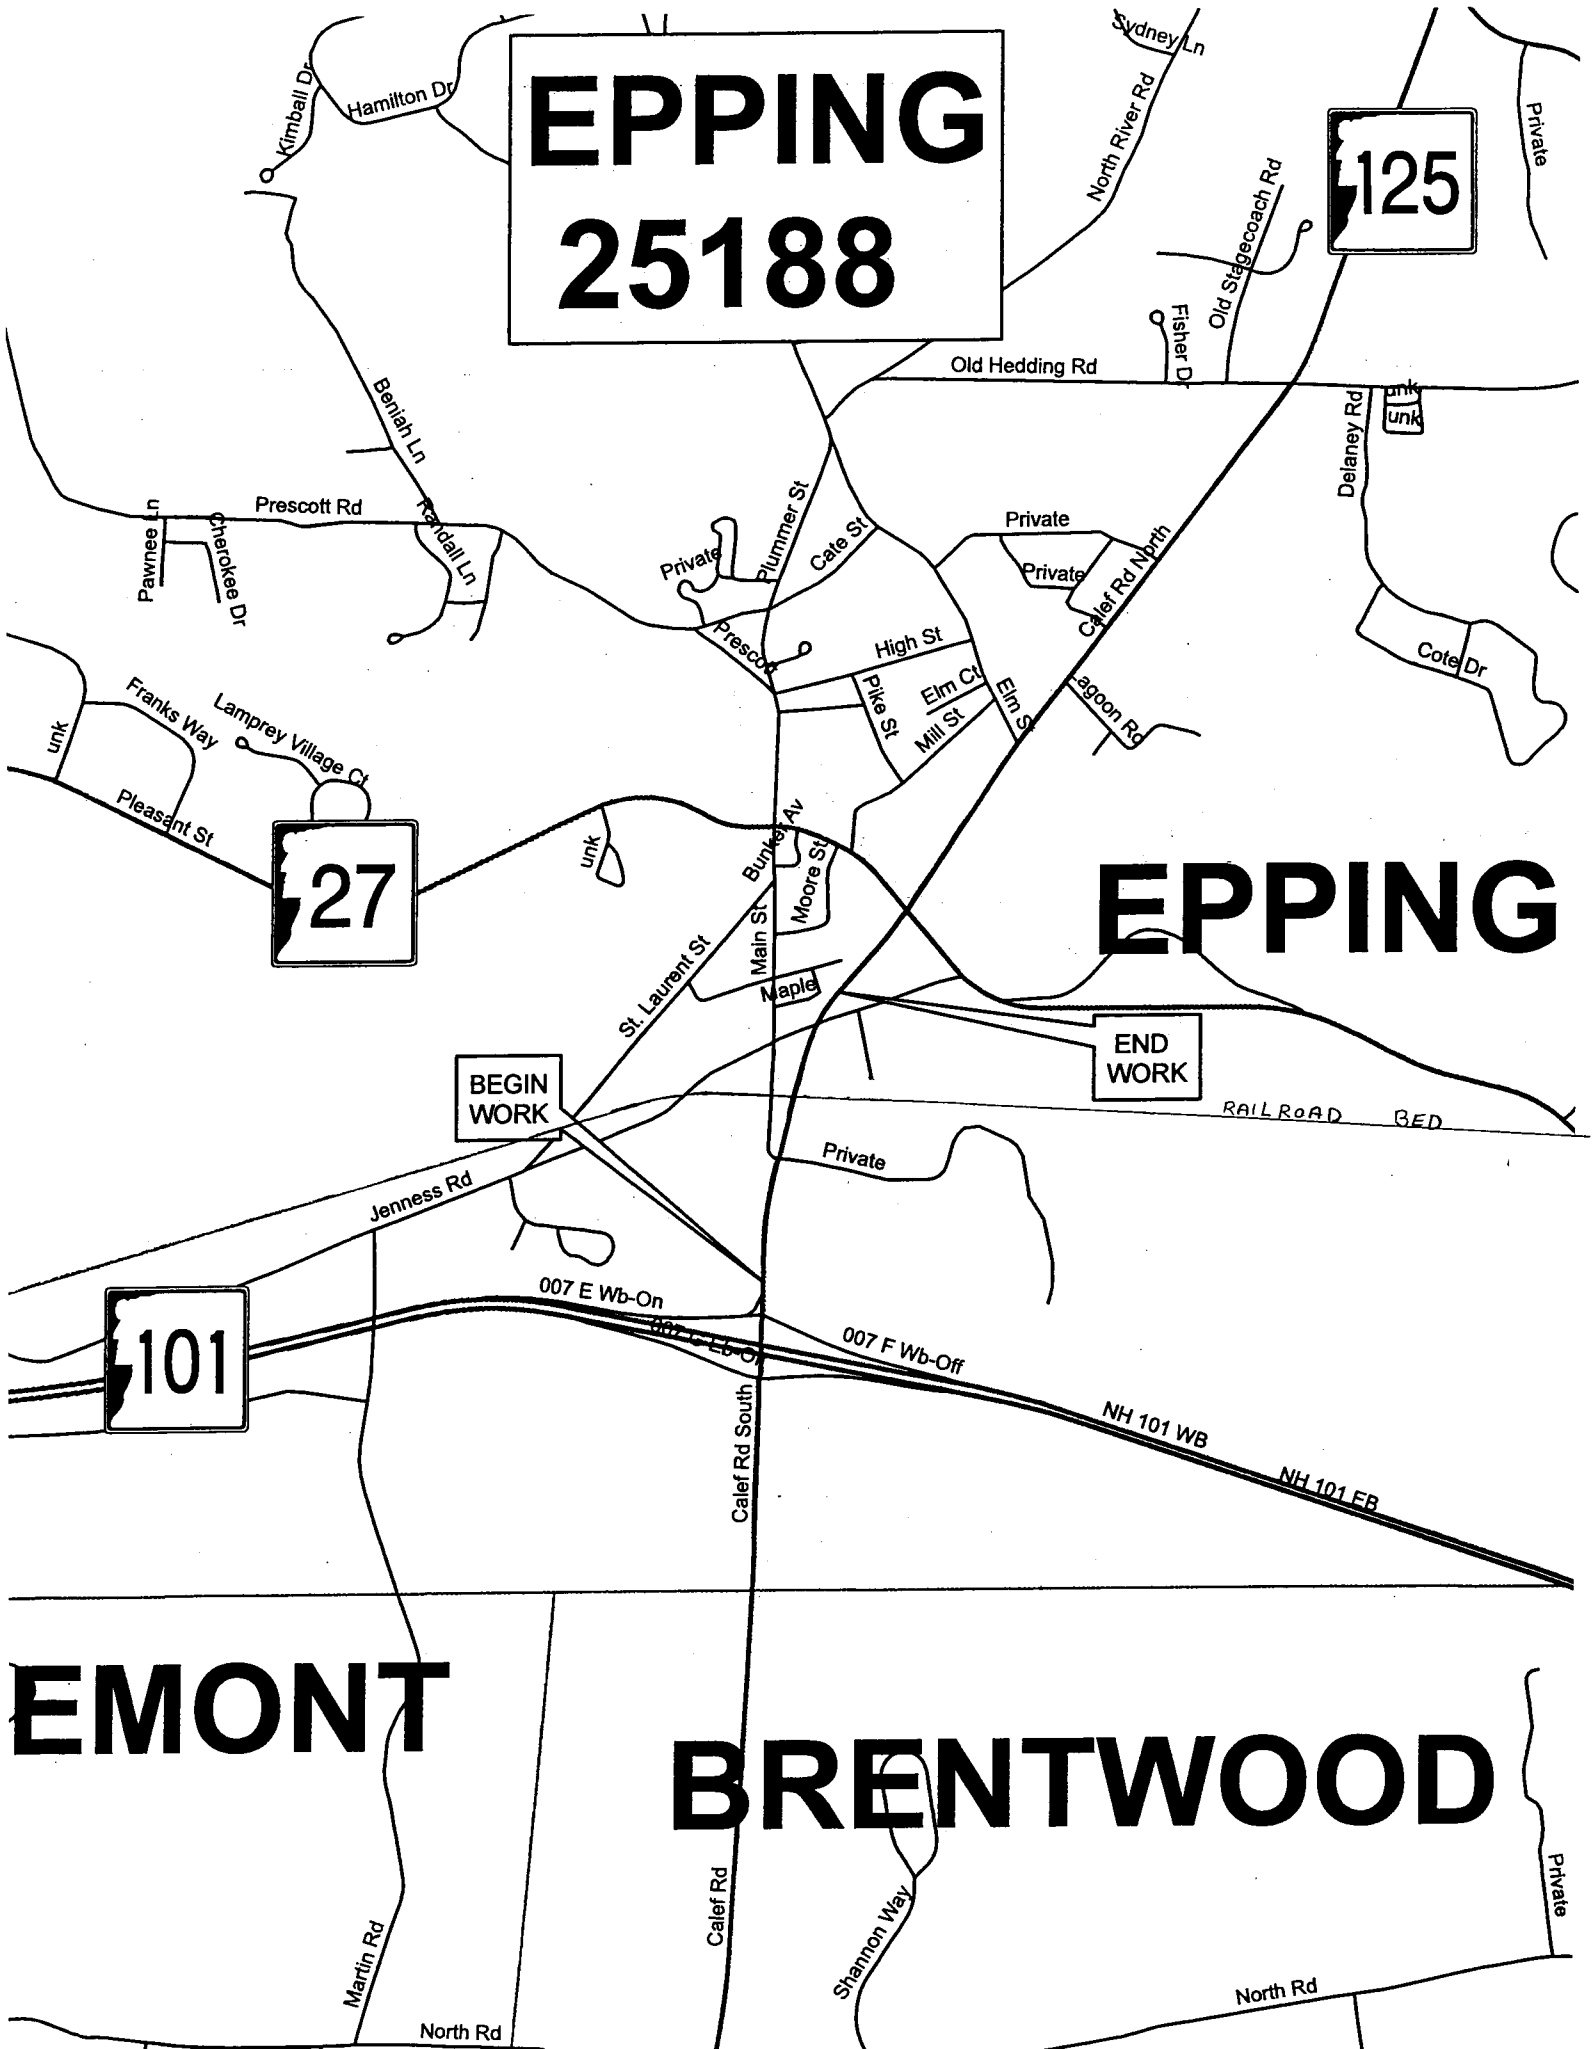 Sydney Ln
Kimball Dr
Hamilton Dr
EPPING
25188
North River Rd
125
Private
Old Stagecoach Rd
Fisher Dr
Old Hedding Rd
unk
unk
Delaney Rd
Beniah Ln
Prescott Rd
Pawnee Ln
Cherokee Dr
Randall Ln
Plummer St
Cate St
Private
Private
Private
Calef Rd North
Prescott
High St
Elm Ct
Elm St
Pike St
Mill St
Lagoon Rd
Cote Dr
Franks Way
unk
Lamprey Village Ct
Pleasant St
27
unk
Bunker Av
Moore St
Main St
St. Laurent St
Maple
EPPING
BEGIN
WORK
END
WORK
RAILROAD BED
Private
Jenness Rd
101
007 E Wb-On
007 F Wb-Off
Calef Rd South
NH 101 WB
NH 101 EB
EMONT
BRENTWOOD
Calef Rd
Martin Rd
Shannon Way
Private
North Rd
North Rd